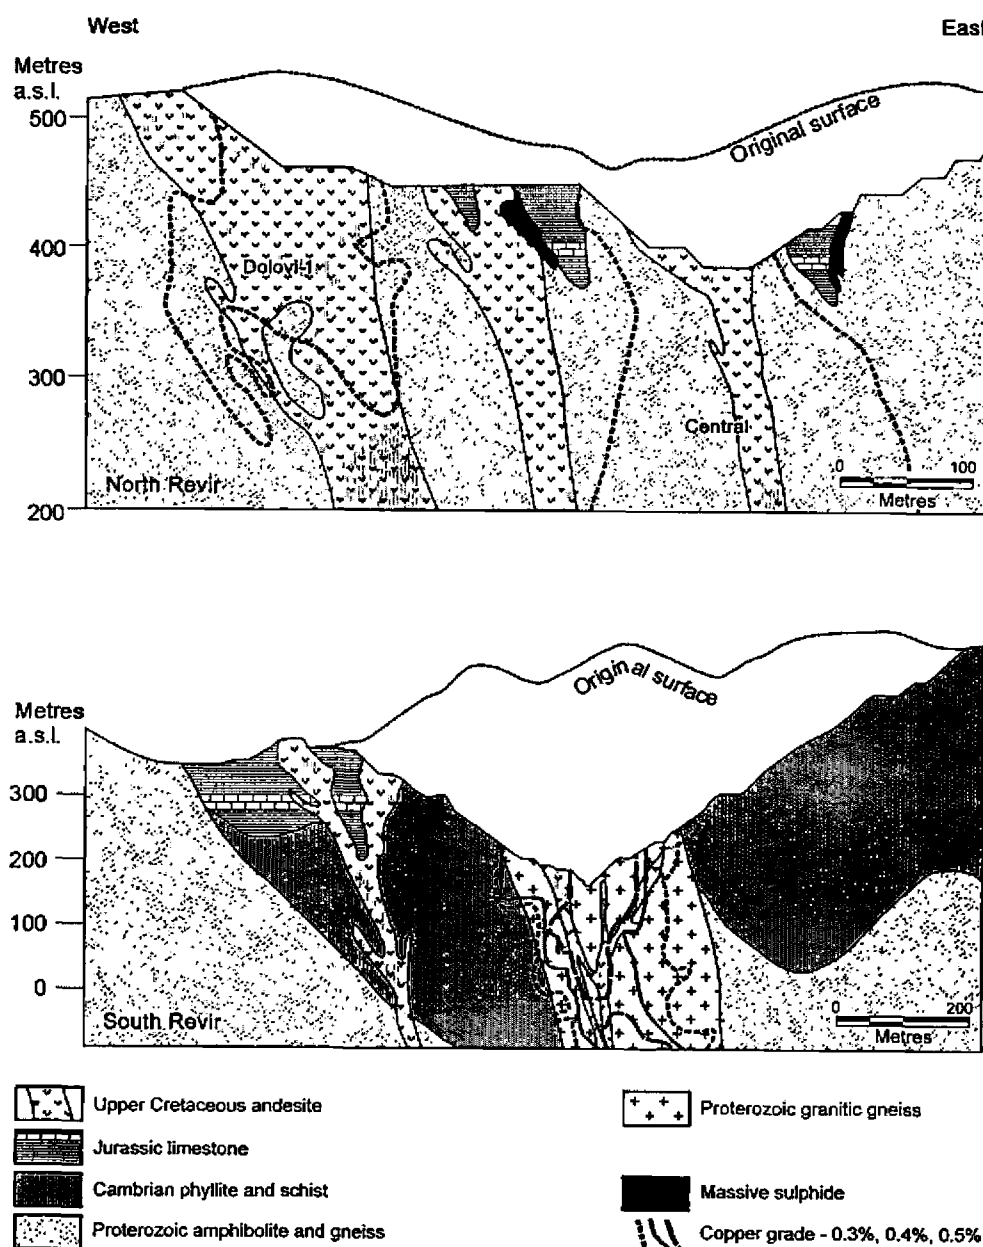 West
East
Metres
a.s.l.
500
Original surface
400
Dolovi-1
300
Central
0 100
North Revir
Metres
200
Original surface
Metres
a.s.l.
300
200
100
0
0 200
South Revir
Metres
Upper Cretaceous andesite
Proterozoic granitic gneiss
Jurassic limestone
Cambrian phyllite and schist
Massive sulphide
Proterozoic amphibolite and gneiss
Copper grade - 0.3%, 0.4%, 0.5%